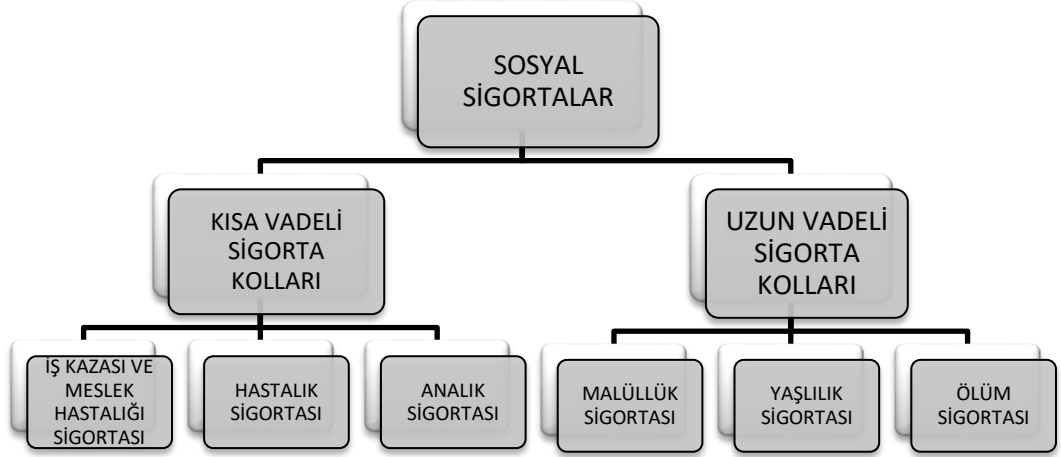 SOSYAL
SİGORTALAR
KISA VADELİ
SİGORTA
KOLLARI
UZUN VADELİ
SİGORTA
KOLLARI
İŞ KAZASI VE
MESLEK
HASTALIĞI
SİGORTASI
HASTALIK
SİGORTASI
ANALIK
SİGORTASI
MALÜLLÜK
SİGORTASI
YAŞLILIK
SİGORTASI
ÖLÜM
SİGORTASI